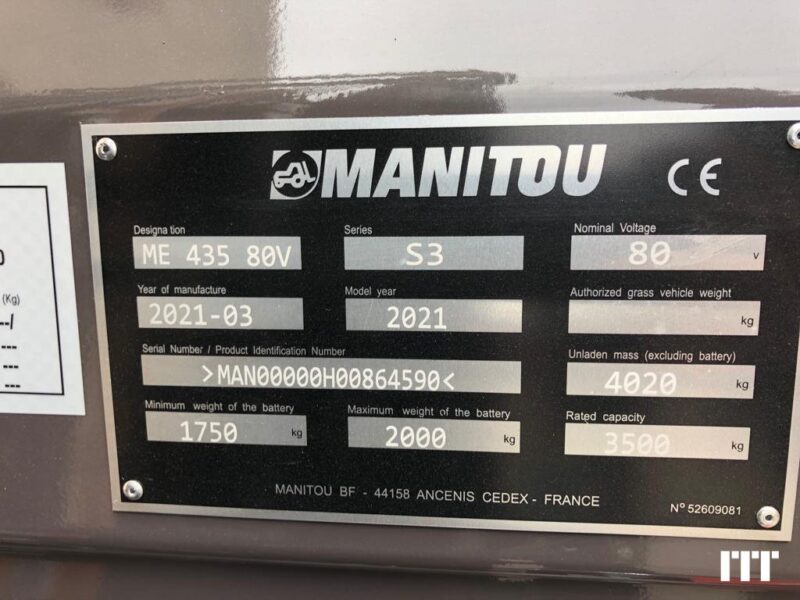 MANITOU CE
Designation Series Nominal Voltage
ME 435 80V S3 80 V
Year of manufacture Model year Authorized grass vehicle weight
2021-03 2021 kg
Serial Number / Product Identification Number Unladen mass (excluding battery)
>MAN00000H00864590< 4020 kg
Minimum weight of the battery Maximum weight of the battery Rated capacity
1750 kg 2000 kg 3500 kg
MANITOU BF - 44158 ANCENIS CEDEX - FRANCE
N° 52609081
(Kg)
--/
---
---
---
ITT